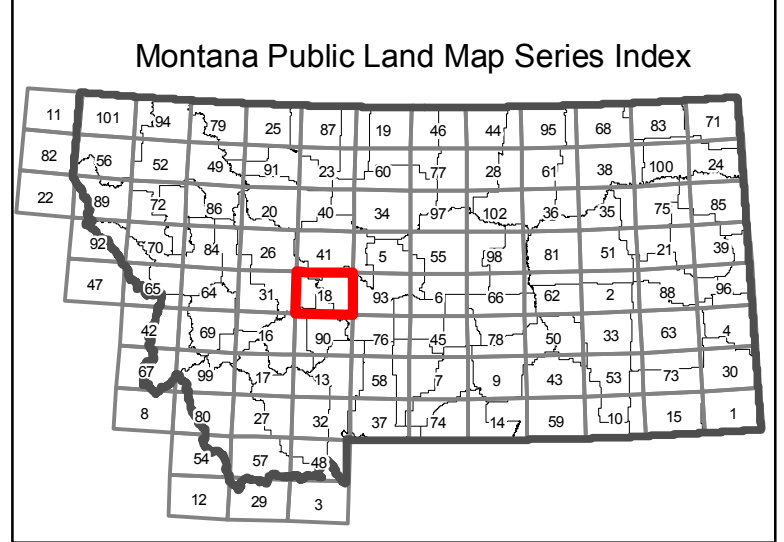 Montana Public Land Map Series Index
11 101 94 79 25 87 19 46 44 95 68 83 71
82 56 52 49 91 23 60 77 28 61 38 100 24
22 89 72 86 20 40 34 97 102 36 35 75 85
92 70 84 26 41 5 55 98 81 51 21 39
47 65 64 31 18 93 6 66 62 2 88 96
42 69 16 90 76 45 78 50 33 63 4
67 99 17 13 58 7 9 43 53 73 30
8 80 27 32 37 74 14 59 10 15 1
54 57 48
12 29 3